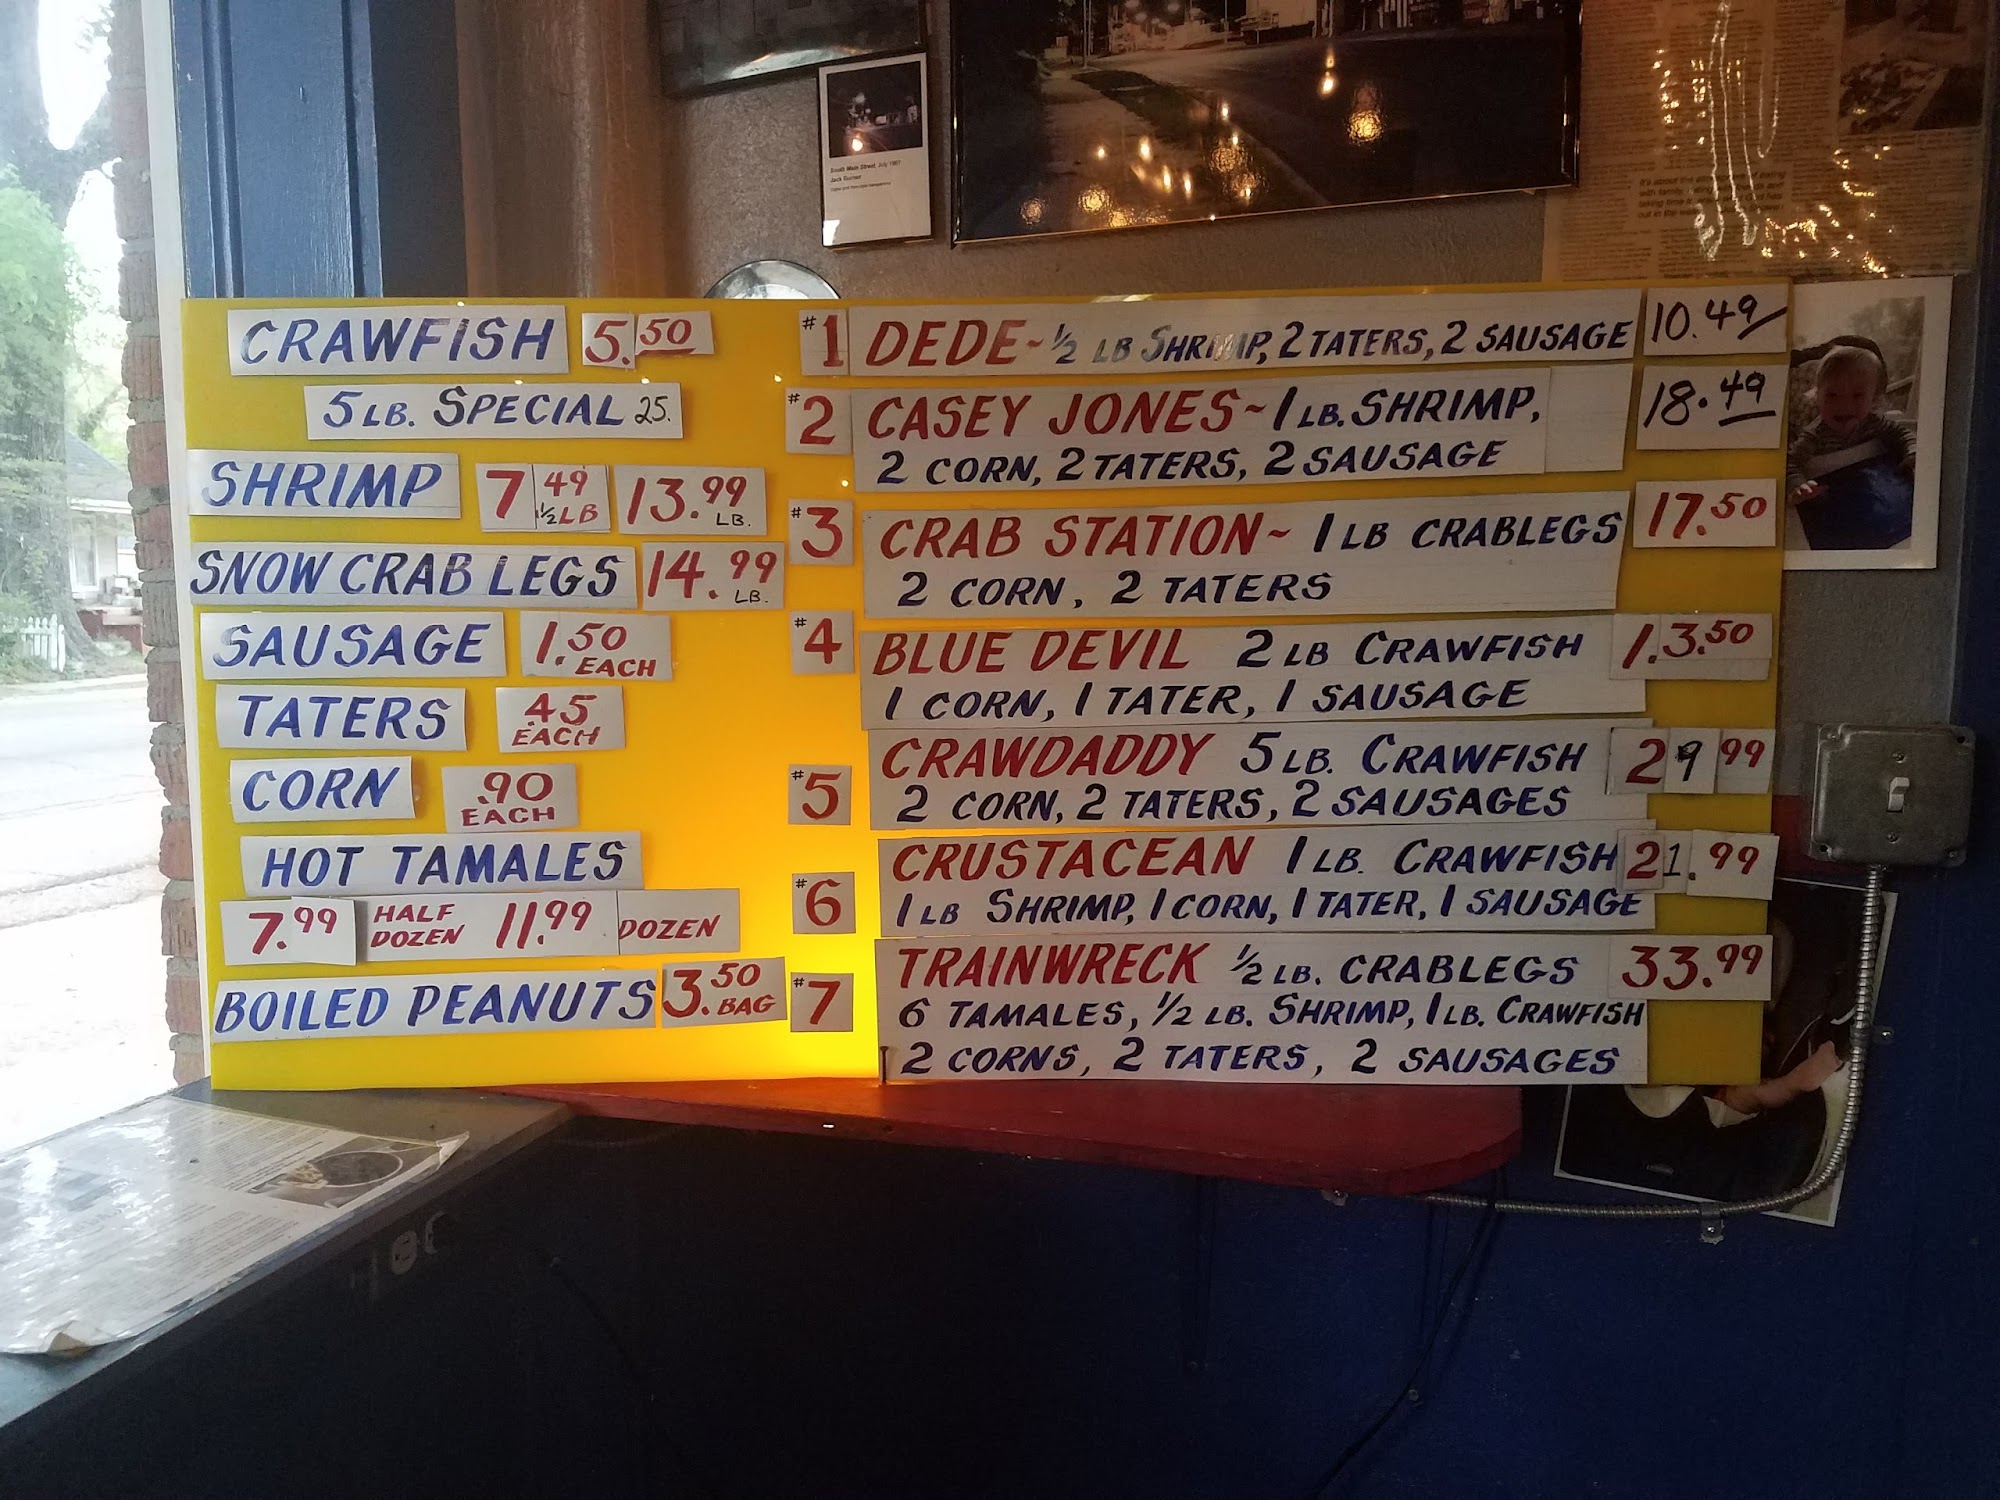 South Main Street, July 1997
CRAWFISH 5.50
5 LB. SPECIAL 25.
SHRIMP 7.49 1/2 LB 13.99 LB.
SNOW CRAB LEGS 14.99 LB.
SAUSAGE 1.50 EACH
TATERS .45 EACH
CORN .90 EACH
HOT TAMALES
7.99 HALF DOZEN 11.99 DOZEN
BOILED PEANUTS 3.50 BAG
#1 DEDE~ 1/2 LB SHRIMP, 2 TATERS, 2 SAUSAGE 10.49
#2 CASEY JONES~ 1 LB. SHRIMP, 18.49
2 CORN, 2 TATERS, 2 SAUSAGE
#3 CRAB STATION~ 1 LB CRABLEGS 17.50
2 CORN, 2 TATERS
#4 BLUE DEVIL 2 LB CRAWFISH 1.3.50
1 CORN, 1 TATER, 1 SAUSAGE
#5 CRAWDADDY 5 LB. CRAWFISH 29 99
2 CORN, 2 TATERS, 2 SAUSAGES
#6 CRUSTACEAN 1 LB. CRAWFISH 21.99
1 LB SHRIMP, 1 CORN, 1 TATER, 1 SAUSAGE
#7 TRAINWRECK 1/2 LB. CRABLEGS 33.99
6 TAMALES, 1/2 LB. SHRIMP, 1 LB. CRAWFISH
2 CORNS, 2 TATERS, 2 SAUSAGES